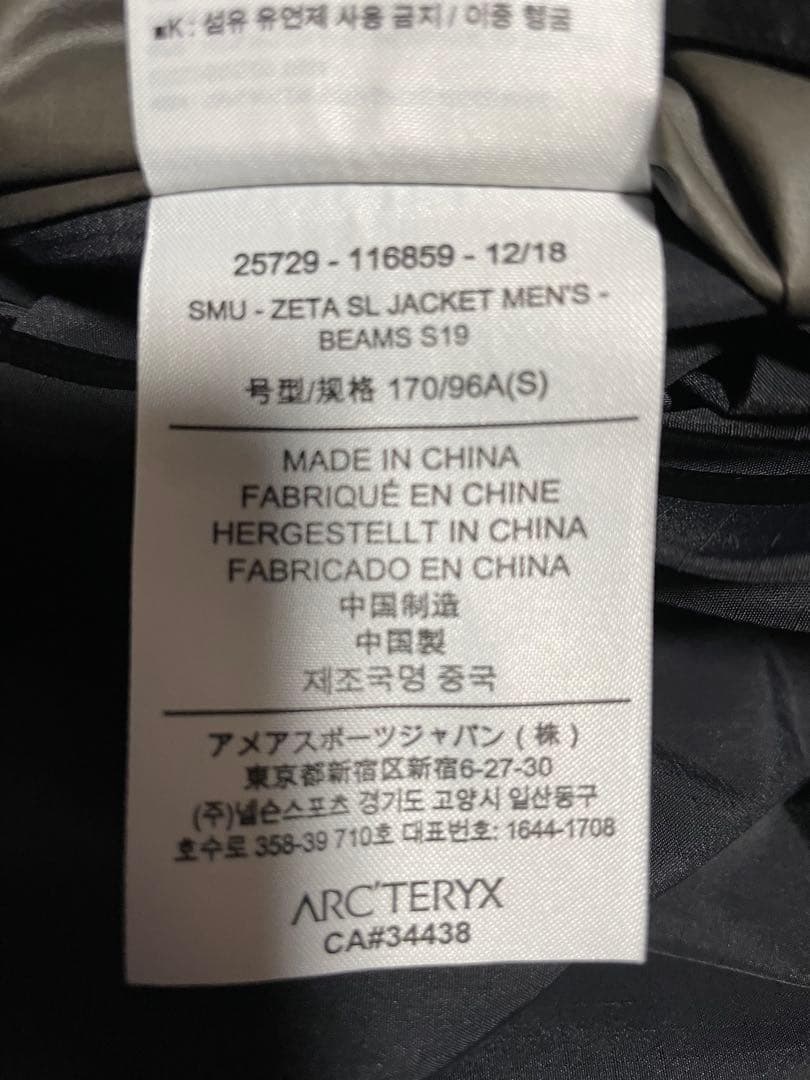 ■K: 섬유 유연제 사용 금지 / 이중 헹굼
25729 - 116859 - 12/18
SMU - ZETA SL JACKET MEN'S -
BEAMS S19
号型/规格 170/96A(S)
MADE IN CHINA
FABRIQUÉ EN CHINE
HERGESTELLT IN CHINA
FABRICADO EN CHINA
中国制造
中国製
제조국명 중국
アメアスポーツジャパン ( 株 )
東京都新宿区新宿6-27-30
(주)넬슨스포츠 경기도 고양시 일산동구
호수로 358-39 710호 대표번호: 1644-1708
ARC'TERYX
CA#34438